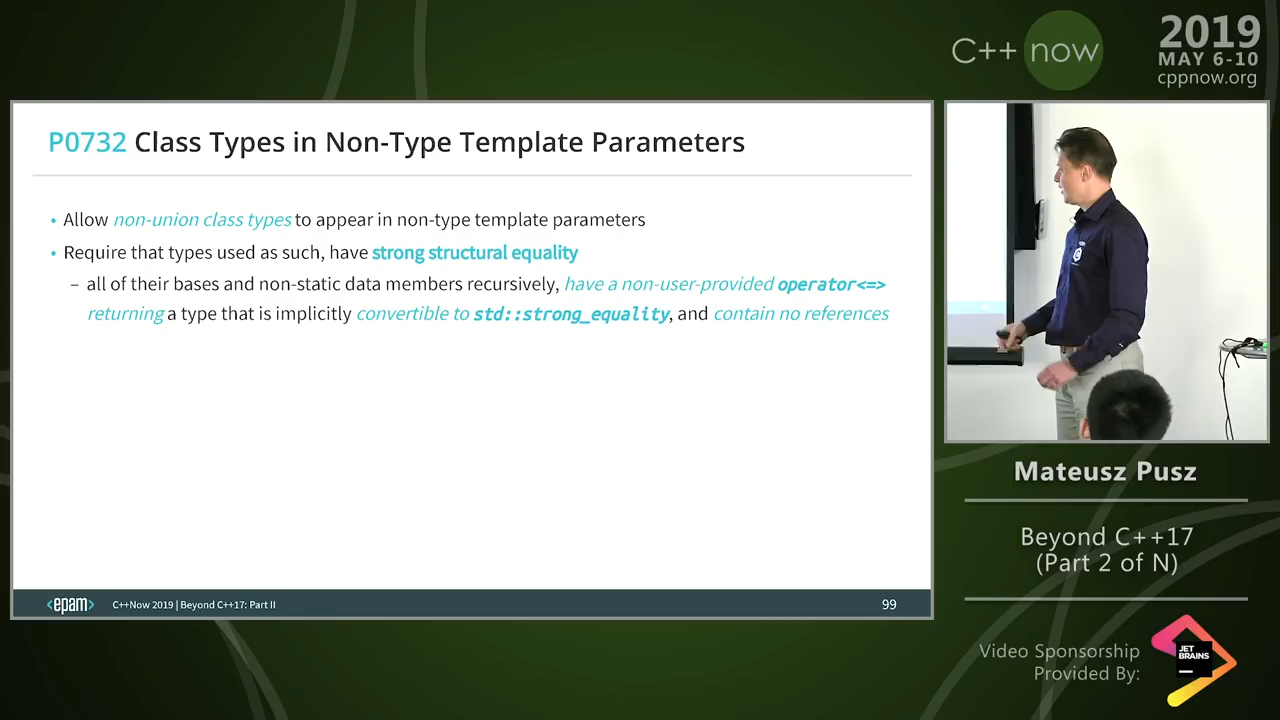 C++ now
2019
MAY 6-10
cppnow.org
P0732 Class Types in Non-Type Template Parameters
• Allow non-union class types to appear in non-type template parameters
• Require that types used as such, have strong structural equality
– all of their bases and non-static data members recursively, have a non-user-provided operator<=>
returning a type that is implicitly convertible to std::strong_equality, and contain no references
<epam>
C++Now 2019 | Beyond C++17: Part II
99
Mateusz Pusz
Beyond C++17
(Part 2 of N)
Video Sponsorship
Provided By:
JET
BRAINS